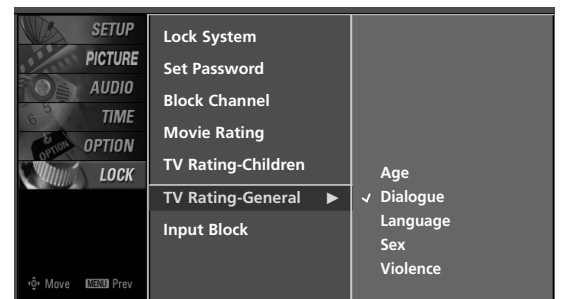 SETUP
PICTURE
AUDIO
TIME
OPTION
LOCK
Lock System
Set Password
Block Channel
Movie Rating
TV Rating-Children
TV Rating-General ▶
Input Block
Age
✓ Dialogue
Language
Sex
Violence
Move MENU Prev